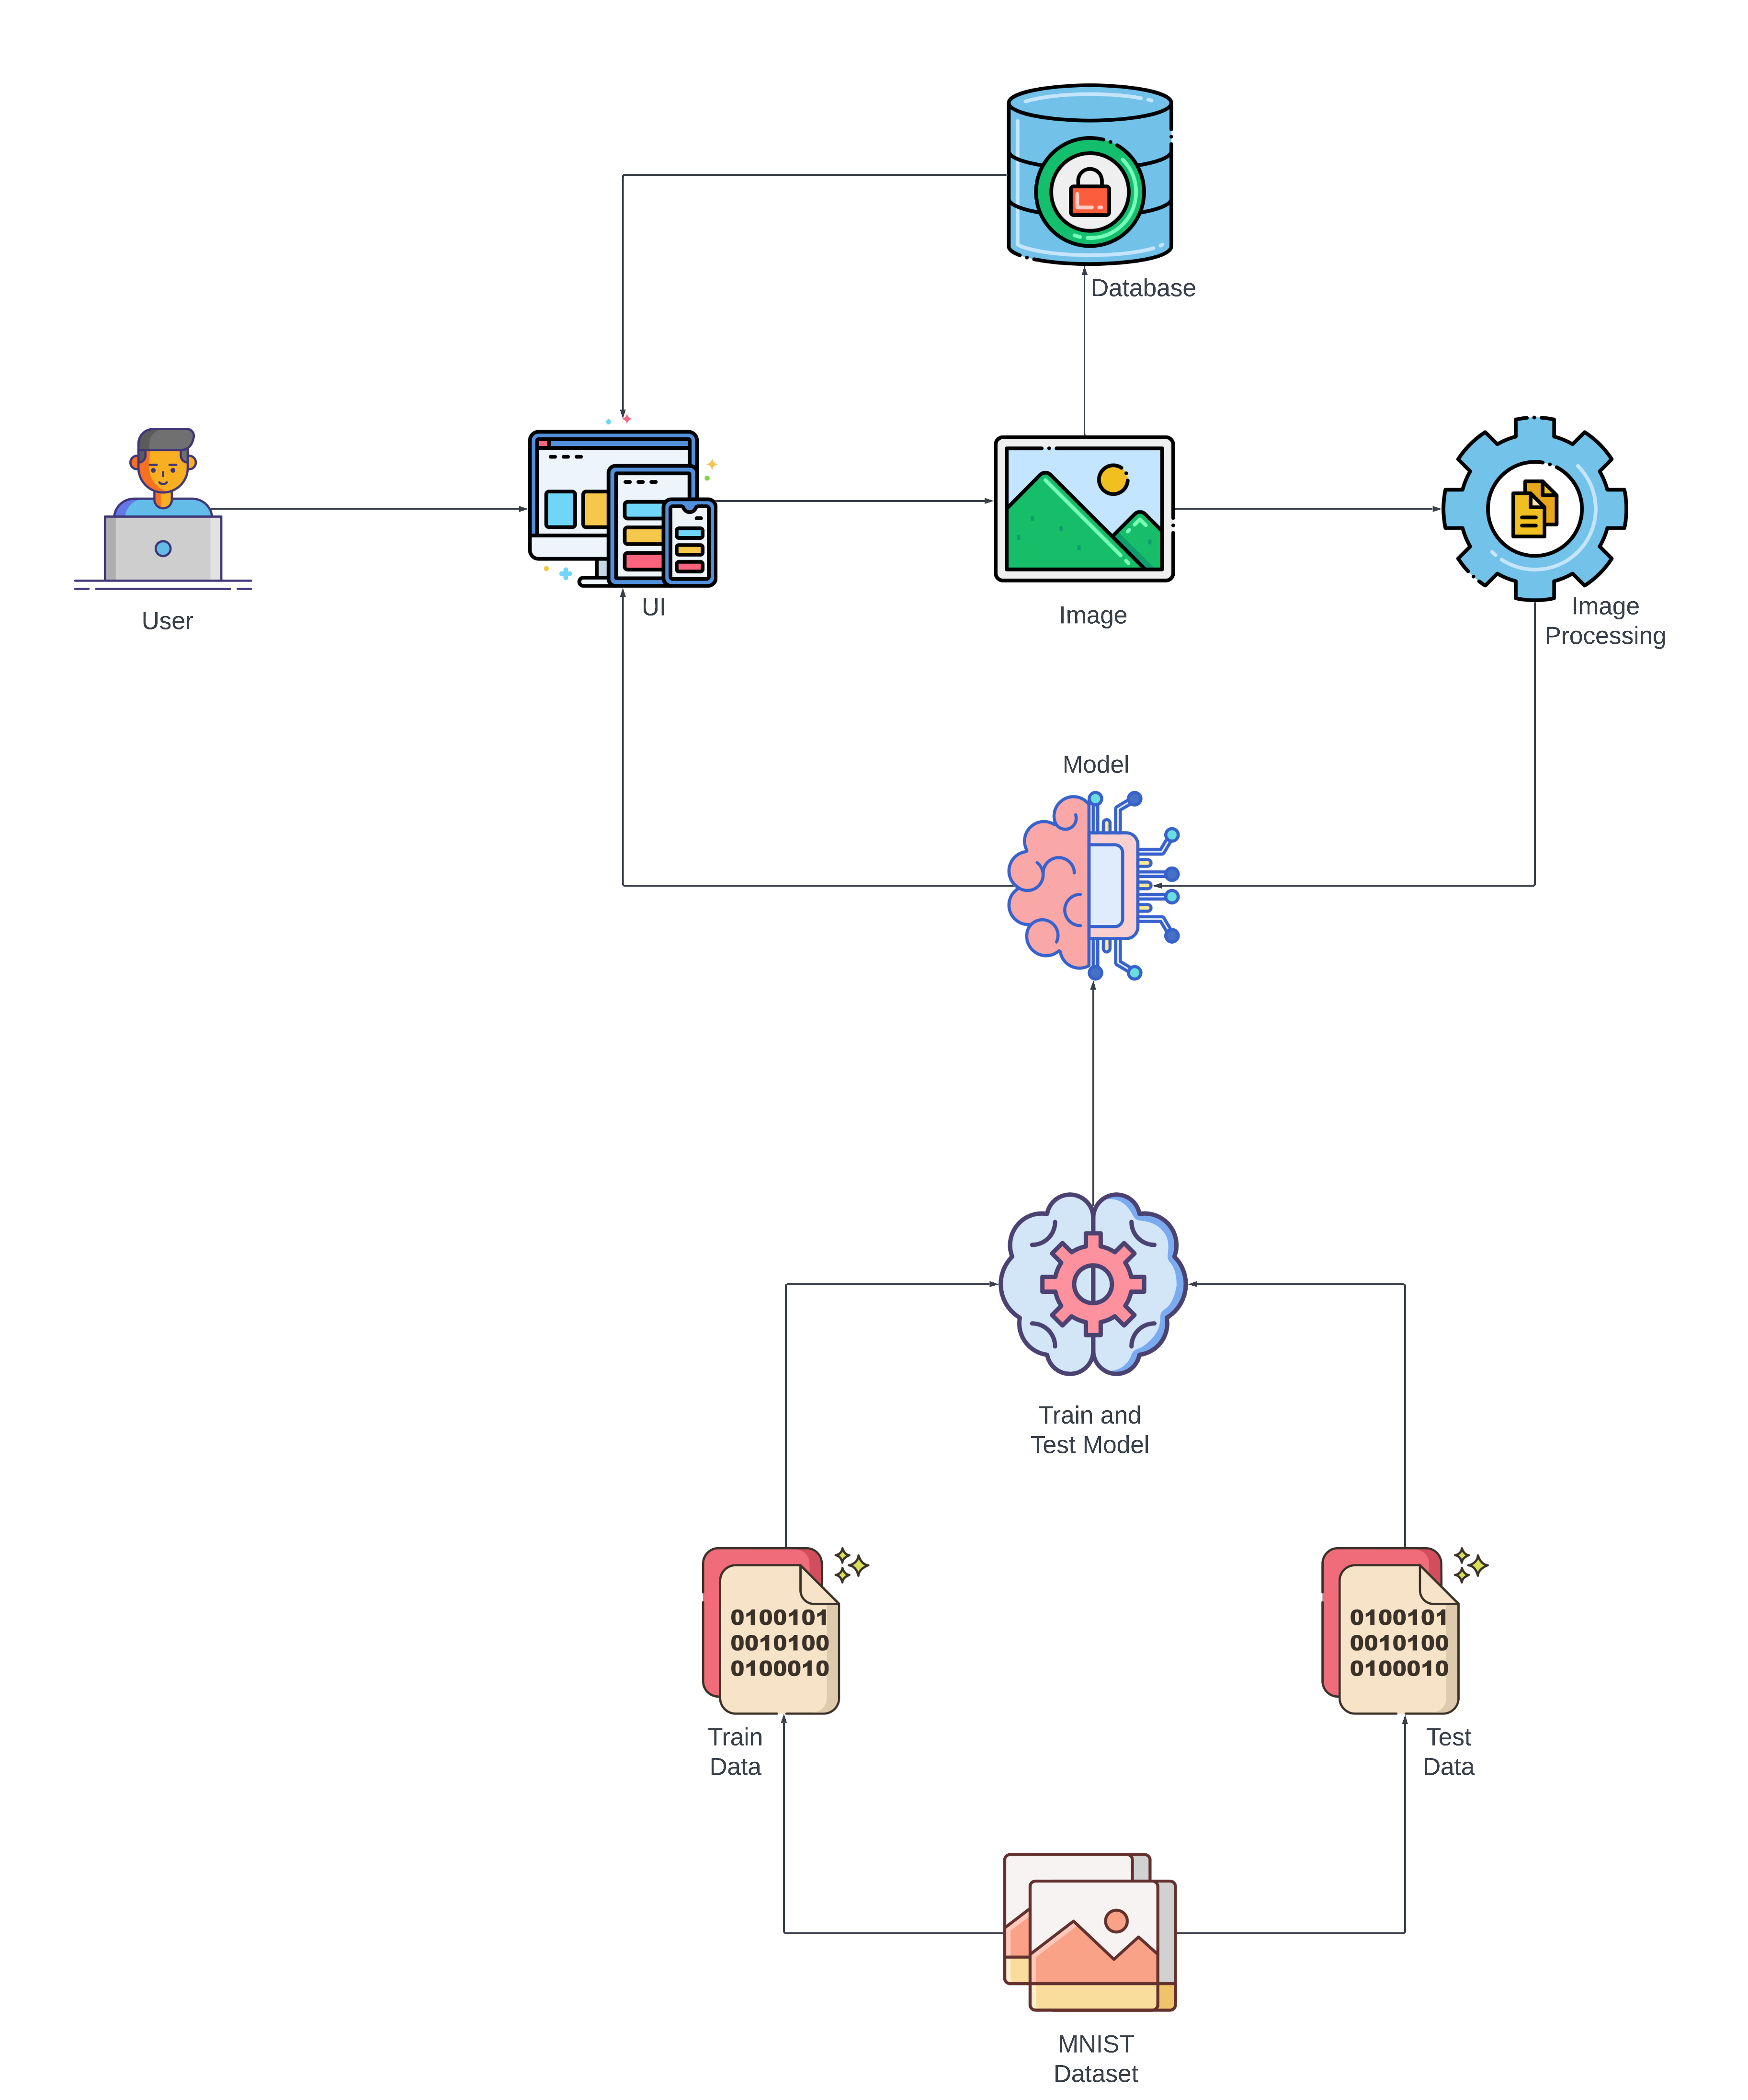 Database
User
UI
Image
Image
Processing
Model
Train and
Test Model
0100101
0010100
0100010
0100101
0010100
0100010
Train
Data
Test
Data
MNIST
Dataset